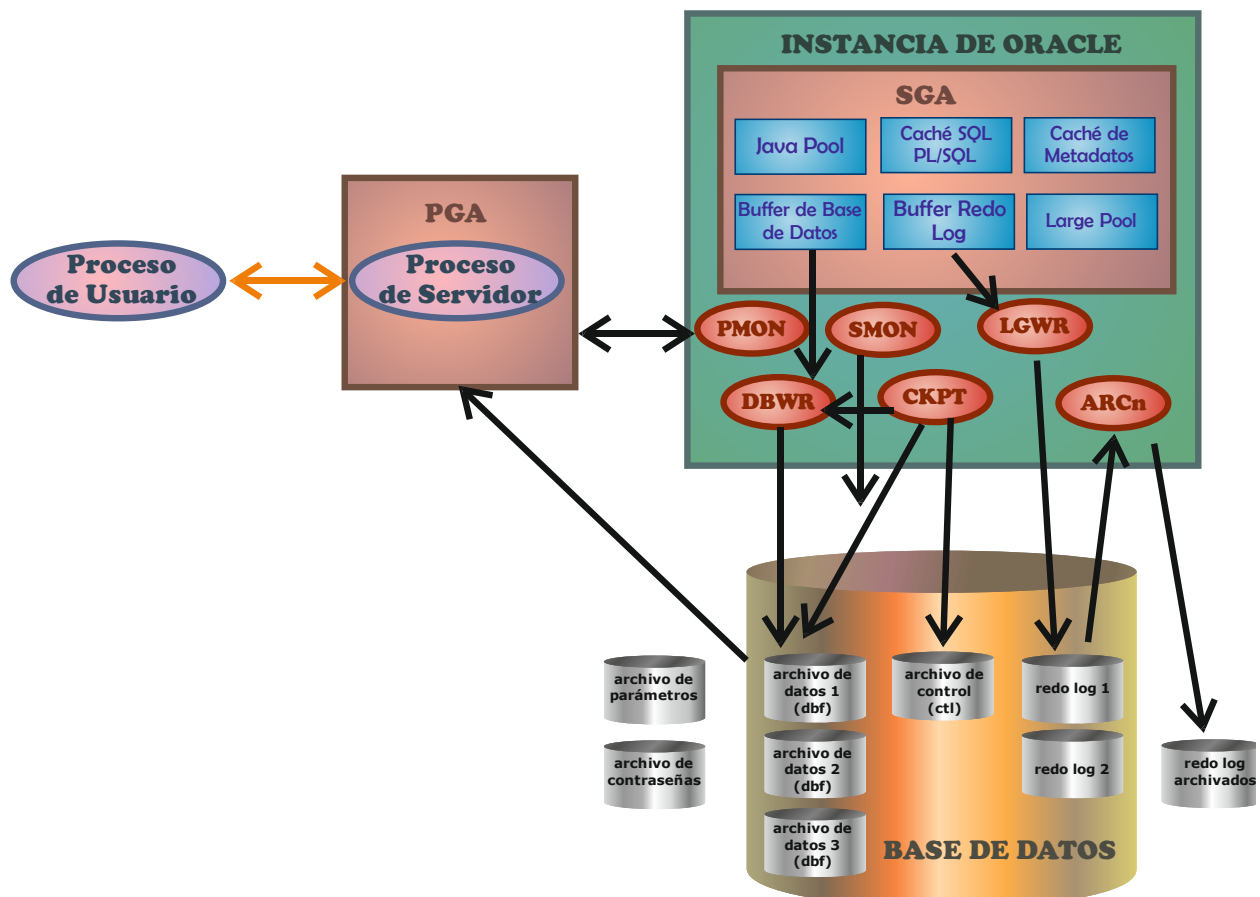 INSTANCIA DE ORACLE
SGA
Java Pool
Caché SQL
PL/SQL
Caché de
Metadatos
Buffer de Base
de Datos
Buffer Redo
Log
Large Pool
PGA
Proceso
de Usuario
Proceso
de Servidor
PMON
SMON
LGWR
DBWR
CKPT
ARCn
archivo de
parámetros
archivo de
datos 1
(dbf)
archivo de
control
(ctl)
redo log 1
archivo de
contraseñas
archivo de
datos 2
(dbf)
redo log 2
redo log
archivados
archivo de
datos 3
(dbf)
BASE DE DATOS